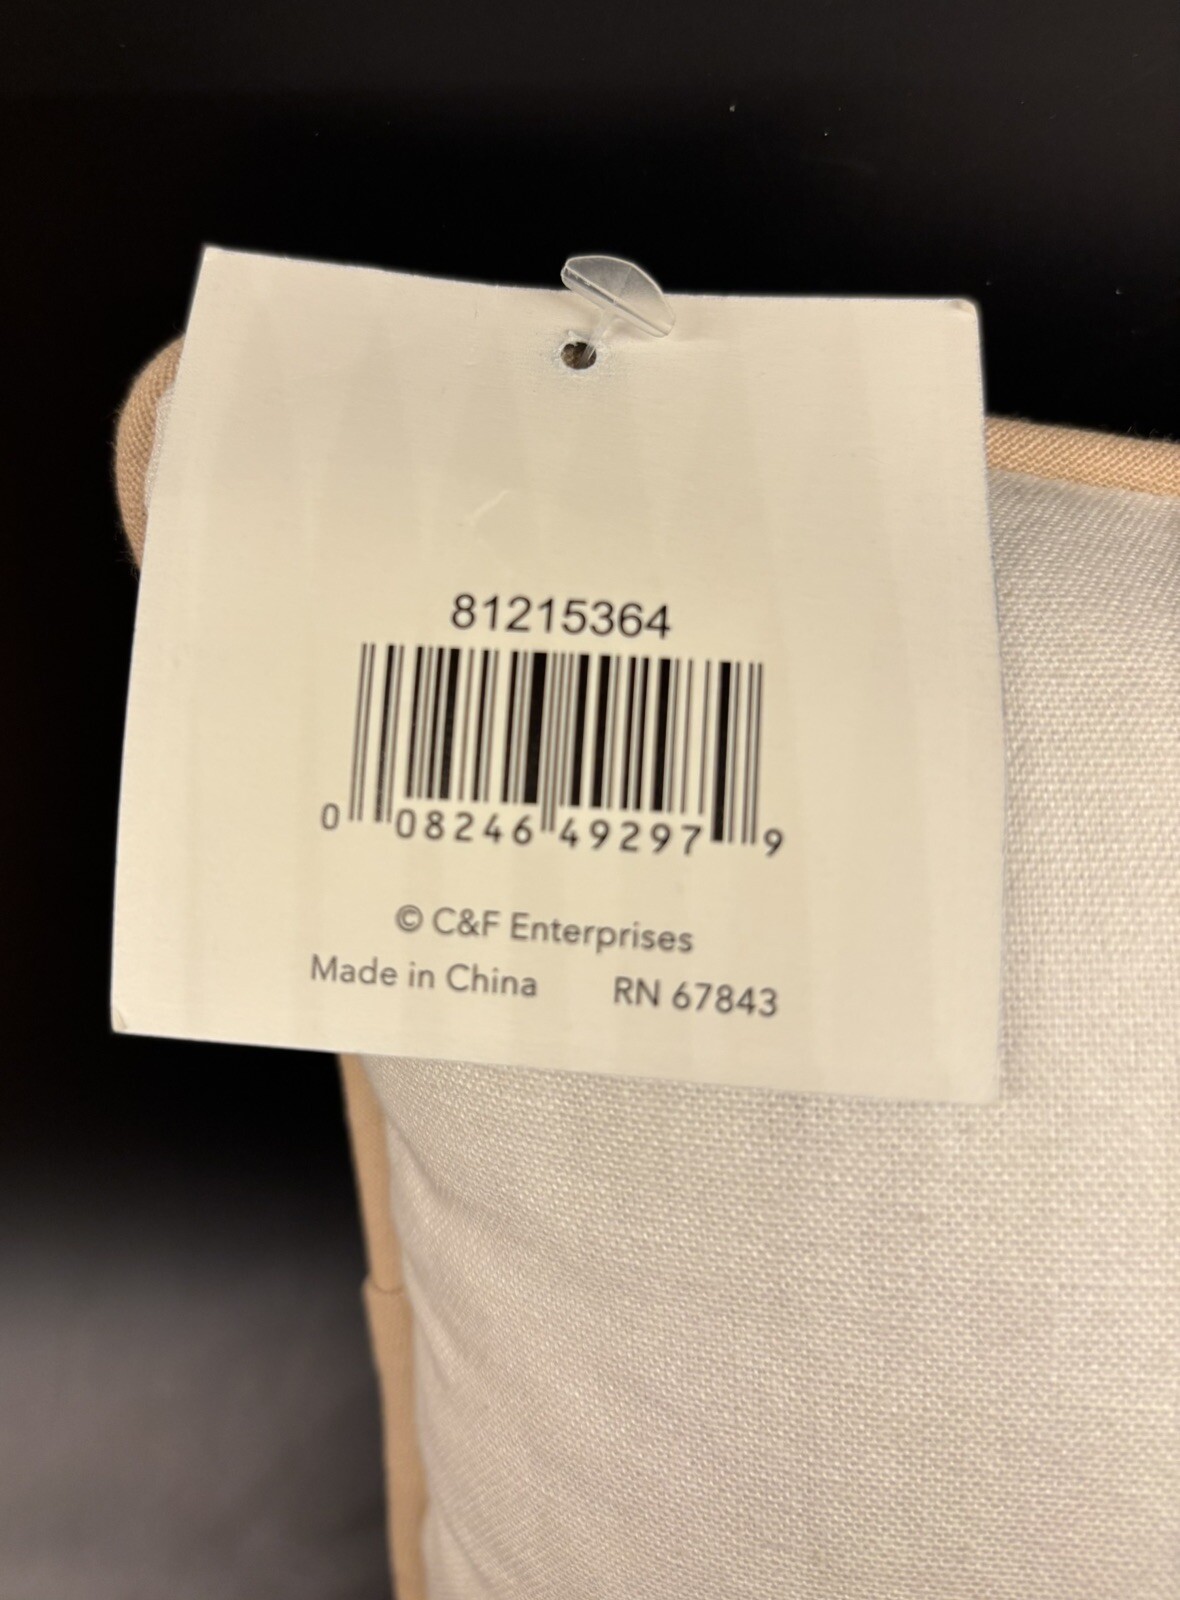 81215364
0 08246 49297 9
© C&F Enterprises
Made in China RN 67843